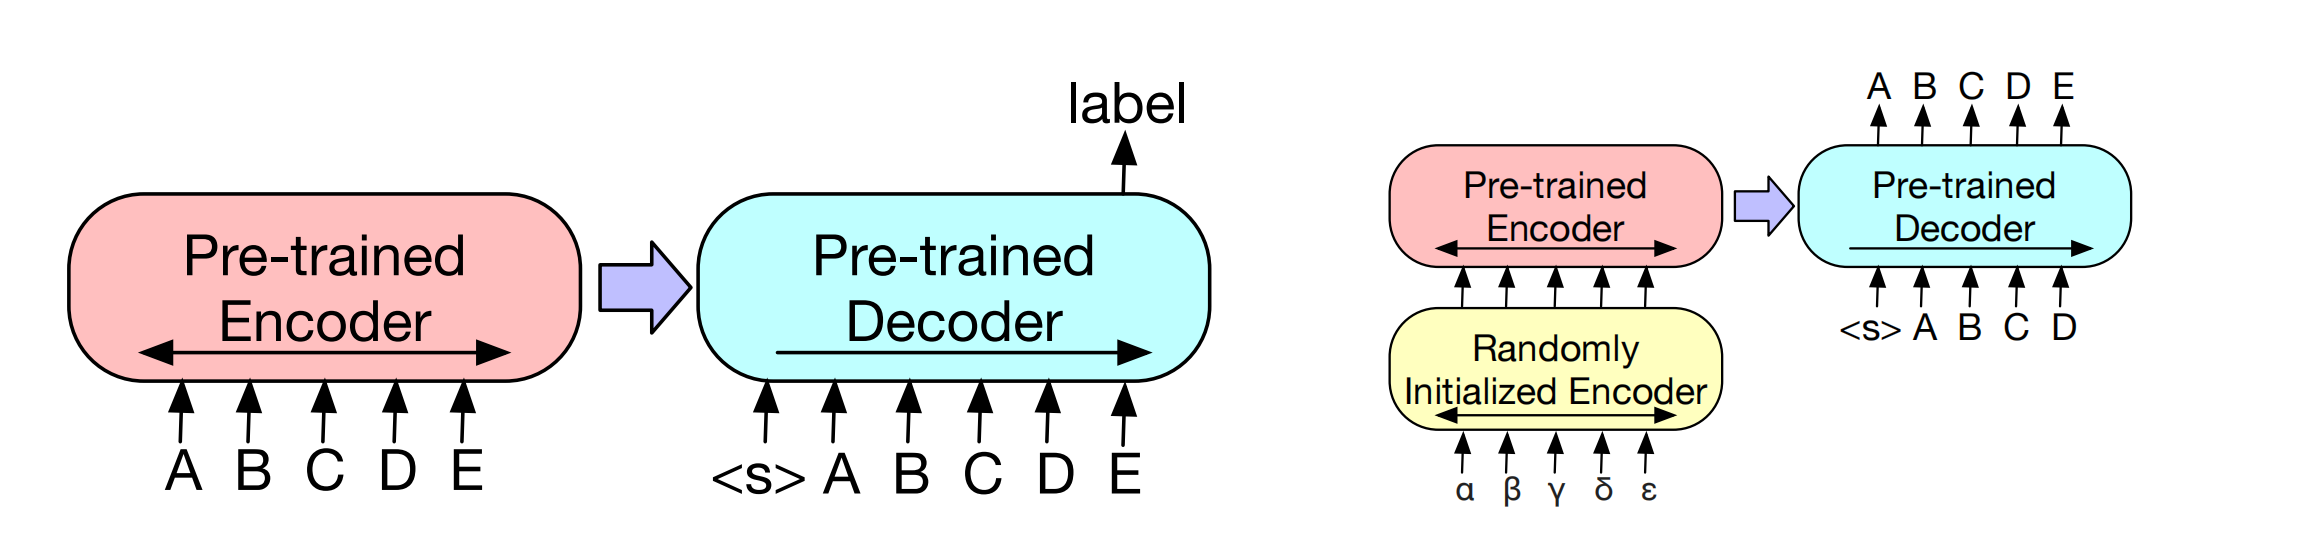 label
Pre-trained
Encoder
Pre-trained
Decoder
A B C D E
<s> A B C D E
A B C D E
Pre-trained
Encoder
Pre-trained
Decoder
<s> A B C D
Randomly
Initialized Encoder
α β γ δ ε